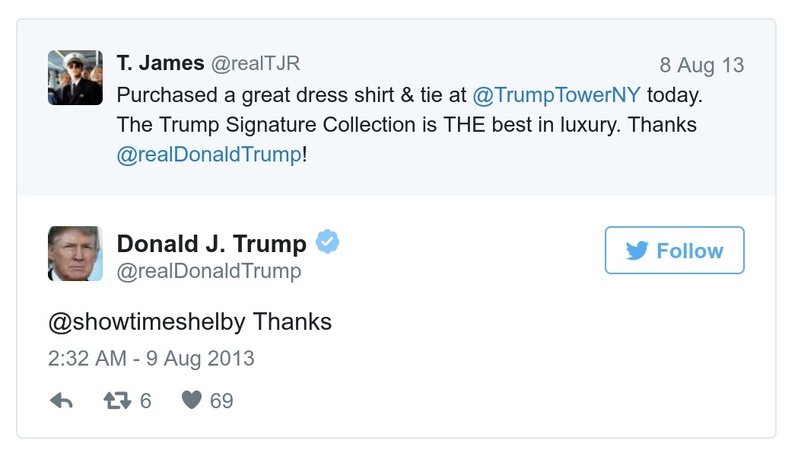 T. James @realTJR 8 Aug 13
Purchased a great dress shirt & tie at @TrumpTowerNY today.
The Trump Signature Collection is THE best in luxury. Thanks
@realDonaldTrump!
Donald J. Trump
@realDonaldTrump
Follow
@showtimeshelby Thanks
2:32 AM - 9 Aug 2013
6 69